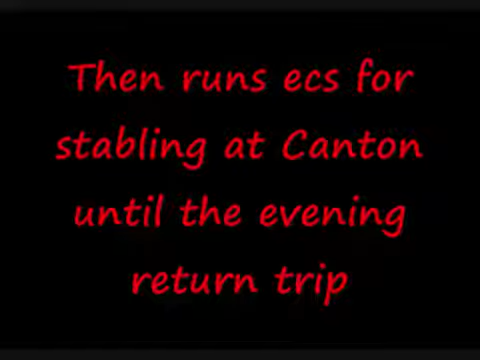 Then runs ecs for
stabling at Canton
until the evening
return trip